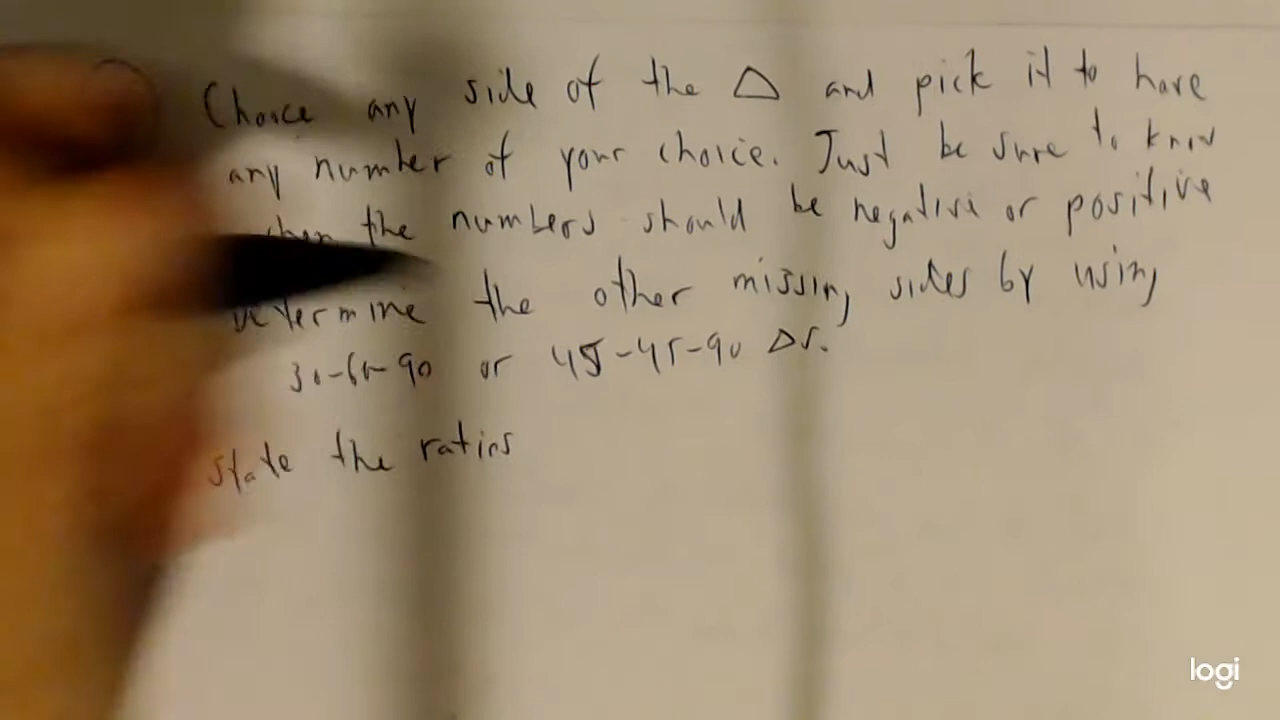 Choice any side of the △ and pick it to have
any number of your choice. Just be sure to know
when the numbers should be negative or positive
determine the other missing sides by using
30-60-90 or 45-45-90 △s.
state the ratios
logi